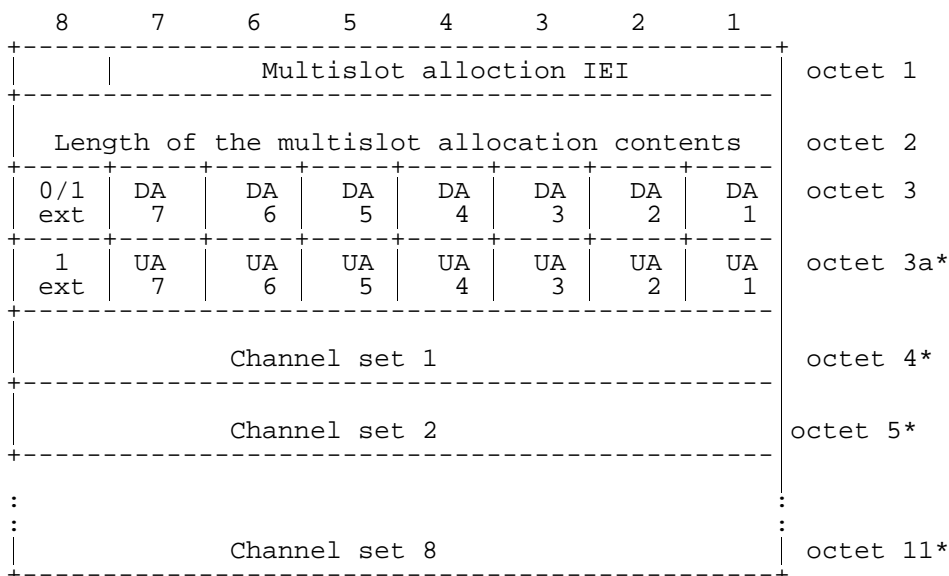 8 7 6 5 4 3 2 1
Multislot alloction IEI octet 1
Length of the multislot allocation contents octet 2
0/1 DA DA DA DA DA DA DA octet 3
ext 7 6 5 4 3 2 1
1 UA UA UA UA UA UA UA octet 3a*
ext 7 6 5 4 3 2 1
Channel set 1 octet 4*
Channel set 2 octet 5*
: :
: :
Channel set 8 octet 11*